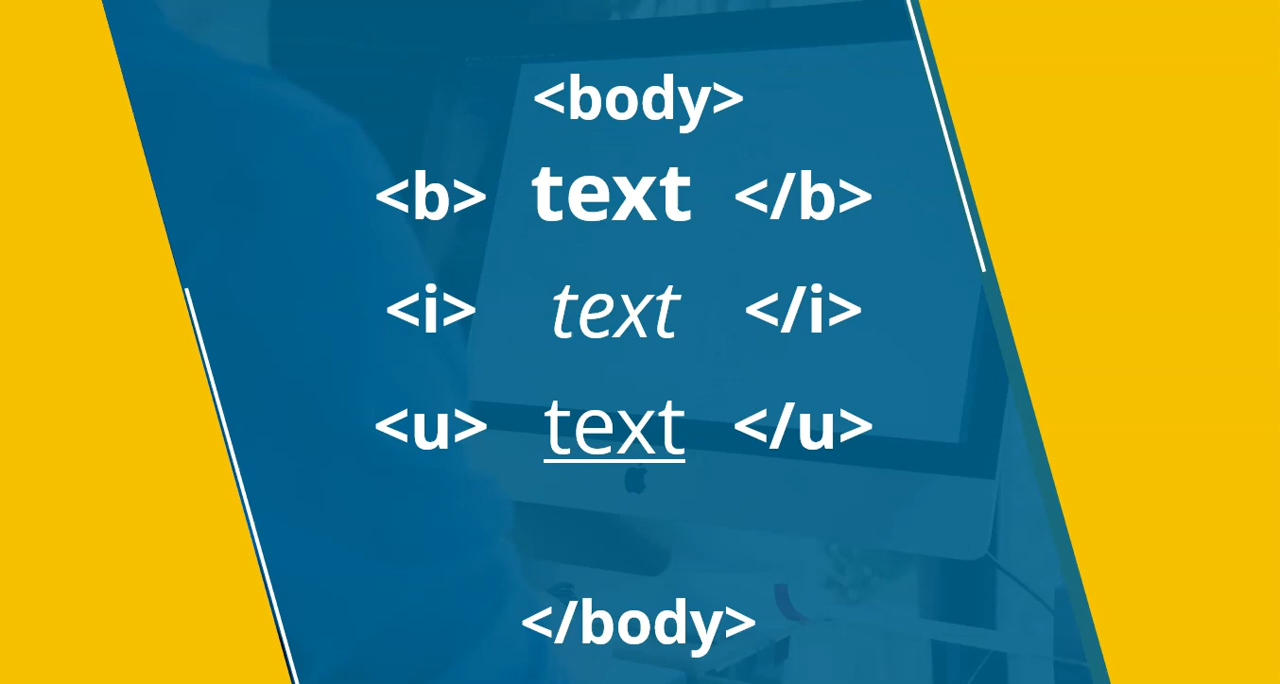 <body>
<b> text </b>
<i> text </i>
<u> text </u>
</body>